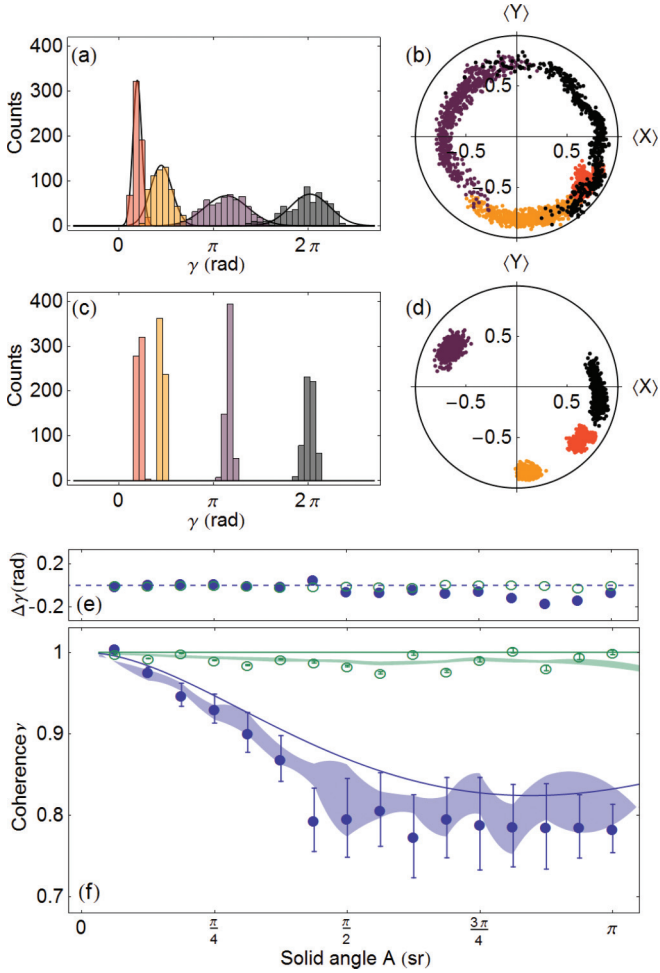 ⟨Y⟩
(a)
400
300
200
100
0
Counts
0
π
2 π
γ (rad)
(b)
0.5
−0.5
0.5
−0.5
⟨X⟩
⟨Y⟩
(c)
400
300
200
100
0
Counts
0
π
2 π
γ (rad)
(d)
0.5
−0.5
0.5
−0.5
⟨X⟩
Δγ(rad)
0.2
−0.2
(e)
1
0.9
0.8
0.7
Coherence ν
(f)
0
π/4
π/2
3π/4
π
Solid angle A (sr)